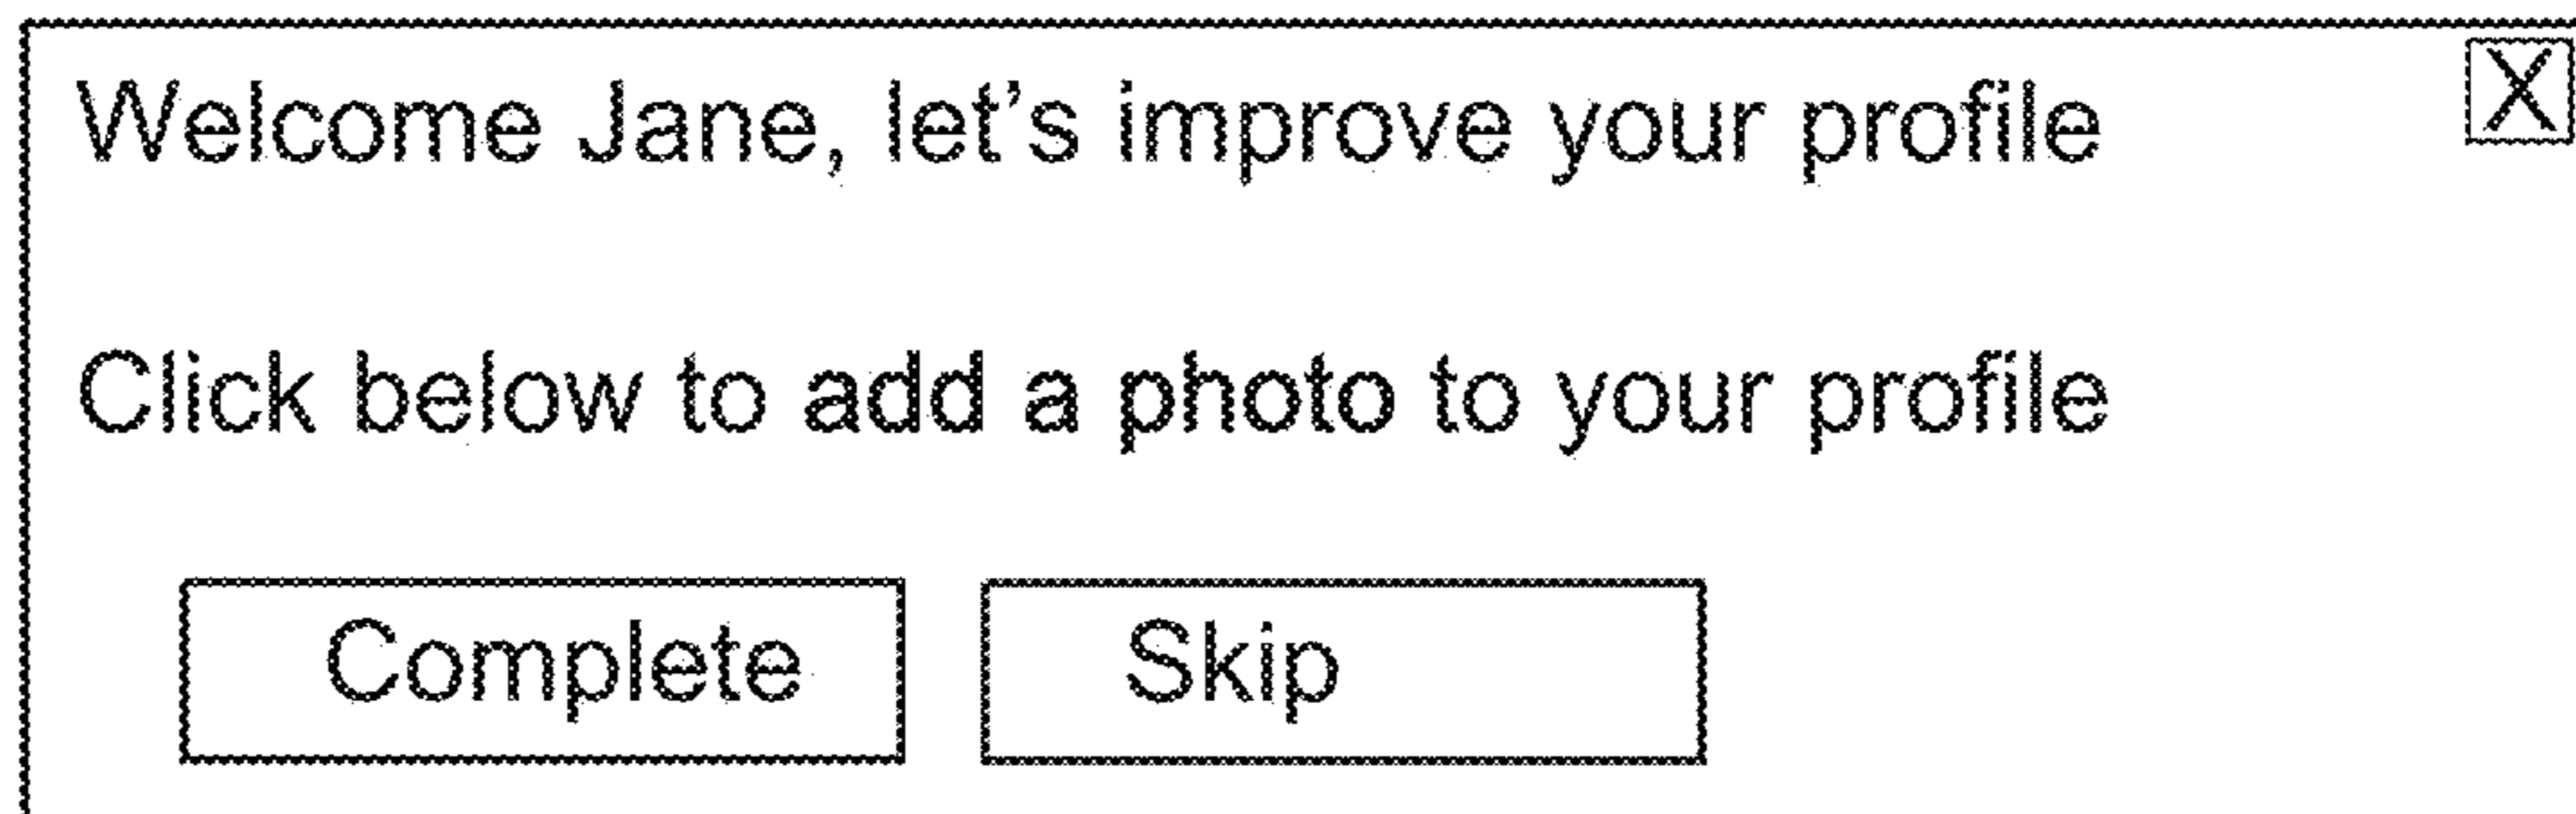 Welcome Jane, let’s improve your profile X
Click below to add a photo to your profile
Complete Skip